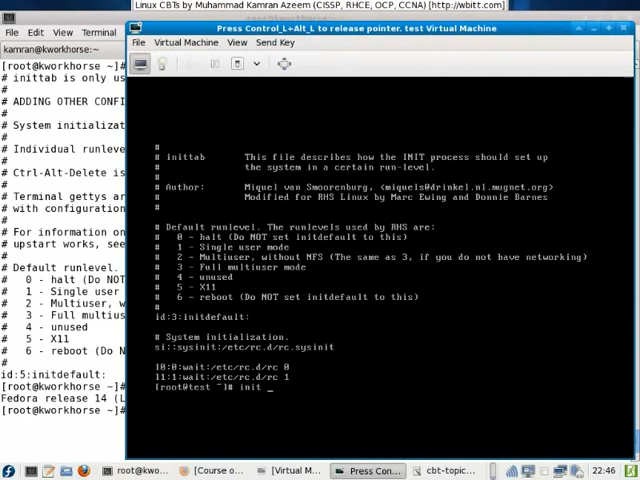 Linux CBTs by Muhammad Kamran Azeem (CISSP, RHCE, OCP, CCNA) [http://wbitt.com]
Press Control_L+Alt_L to release pointer. test Virtual Machine
File Edit View Terminal
File Virtual Machine View Send Key
kamran@kworkhorse:~
[root@kworkhorse ~]#
# inittab is only us
#
# ADDING OTHER CONFI
#
# System initializat
#
# Individual runleve
#
# Ctrl-Alt-Delete is
#
# Terminal gettys ar
# with configuration
#
# For information on
# upstart works, see
#
# Default runlevel.
# 0 - halt (Do NOT
# 1 - Single user
# 2 - Multiuser, w
# 3 - Full multius
# 4 - unused
# 5 - X11
# 6 - reboot (Do N
#
id:5:initdefault:
[root@kworkhorse ~]#
Fedora release 14 (L
[root@kworkhorse ~]#
#
# inittab This file describes how the INIT process should set up
# the system in a certain run-level.
#
# Author: Miquel van Smoorenburg, <miquels@drinkel.nl.mugnet.org>
# Modified for RHS Linux by Marc Ewing and Donnie Barnes
#
# Default runlevel. The runlevels used by RHS are:
# 0 - halt (Do NOT set initdefault to this)
# 1 - Single user mode
# 2 - Multiuser, without NFS (The same as 3, if you do not have networking)
# 3 - Full multiuser mode
# 4 - unused
# 5 - X11
# 6 - reboot (Do NOT set initdefault to this)
#
id:3:initdefault:
# System initialization.
si::sysinit:/etc/rc.d/rc.sysinit
l0:0:wait:/etc/rc.d/rc 0
l1:1:wait:/etc/rc.d/rc 1
[root@test ~]# init _
root@kwo... [Course o... [Virtual M... Press Con... cbt-topic... 22:46